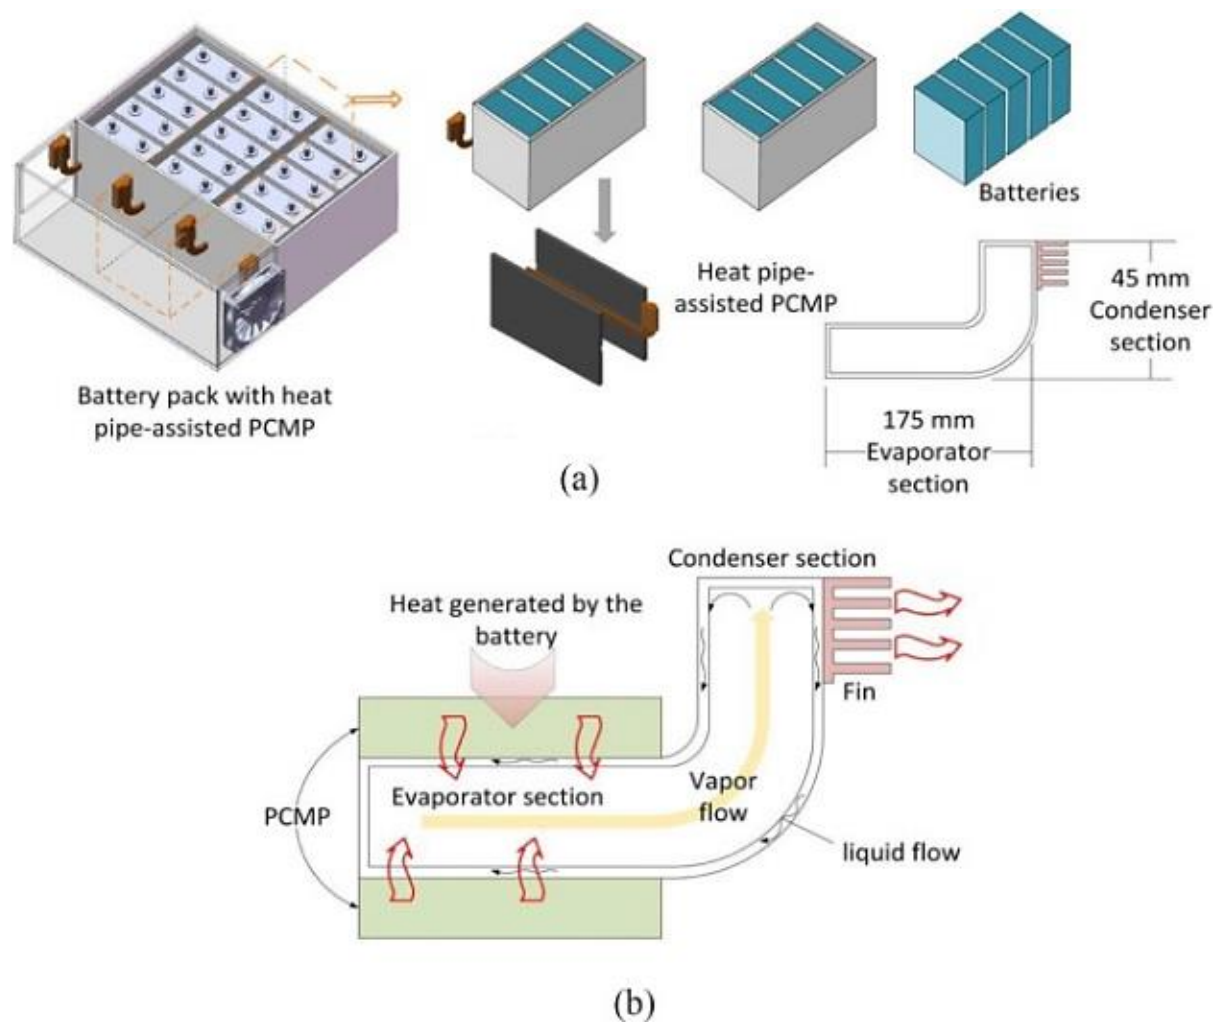 Batteries
Heat pipe-
assisted PCMP
45 mm
Condenser
section
Battery pack with heat
pipe-assisted PCMP
175 mm
Evaporator
section
(a)
Condenser section
Heat generated by the
battery
Fin
Evaporator section
Vapor
flow
PCMP
liquid flow
(b)